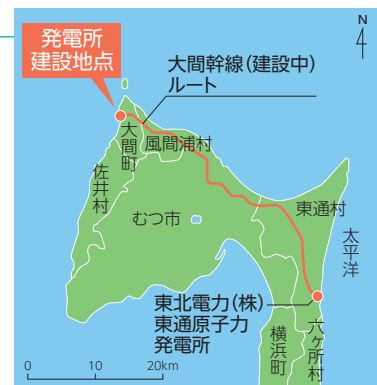 発電所
建設地点
N
大間幹線(建設中)
ルート
大間町
風間浦村
佐井村
むつ市
東通村
太平洋
東北電力(株)
東通原子力
発電所
横浜町
六ヶ所村
0 10 20km